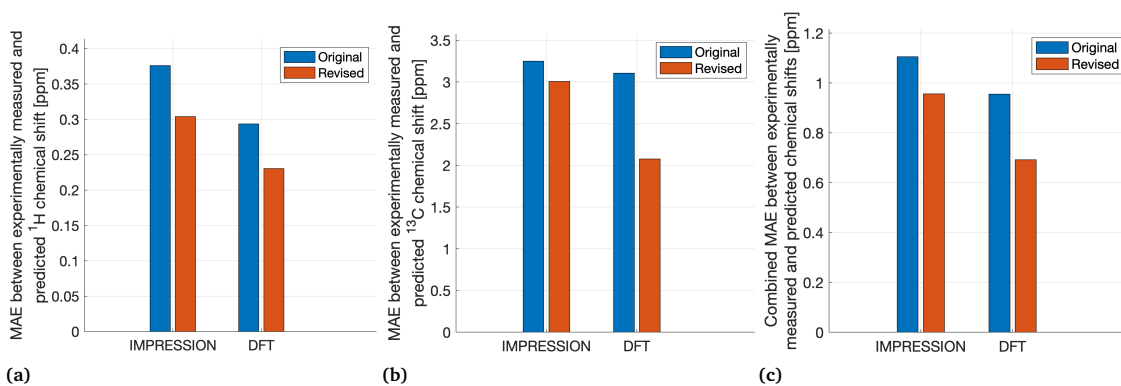 MAE between experimentally measured and
predicted ¹H chemical shift [ppm]
0.4
0.35
0.3
0.25
0.2
0.15
0.1
0.05
0
Original
Revised
IMPRESSION DFT
(a)
MAE between experimentally measured and
predicted ¹³C chemical shift [ppm]
3.5
3
2.5
2
1.5
1
0.5
0
Original
Revised
IMPRESSION DFT
(b)
Combined MAE between experimentally
measured and predicted chemical shifts [ppm]
1.2
1
0.8
0.6
0.4
0.2
0
Original
Revised
IMPRESSION DFT
(c)